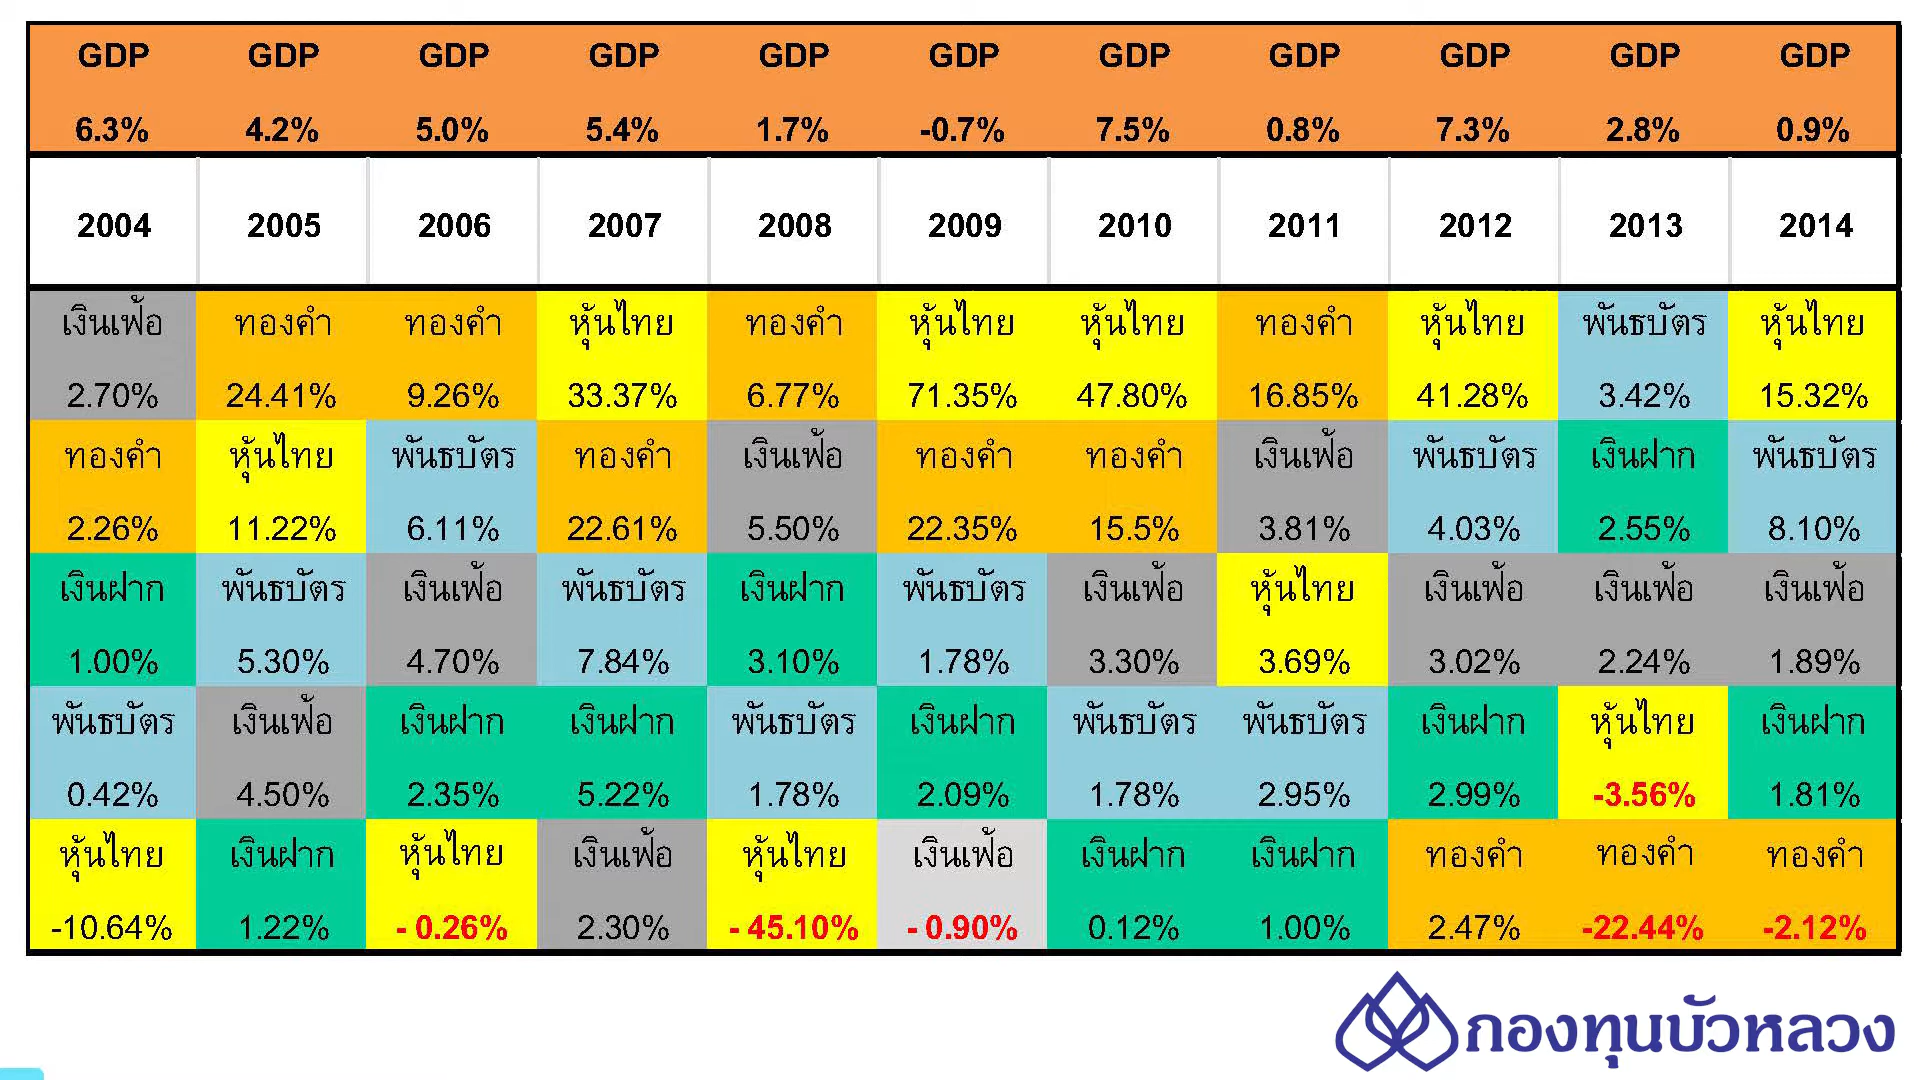 GDP GDP GDP GDP GDP GDP GDP GDP GDP GDP GDP
6.3% 4.2% 5.0% 5.4% 1.7% -0.7% 7.5% 0.8% 7.3% 2.8% 0.9%
2004 2005 2006 2007 2008 2009 2010 2011 2012 2013 2014
เงินเฟ้อ ทองคำ ทองคำ หุ้นไทย ทองคำ หุ้นไทย หุ้นไทย ทองคำ หุ้นไทย พันธบัตร หุ้นไทย
2.70% 24.41% 9.26% 33.37% 6.77% 71.35% 47.80% 16.85% 41.28% 3.42% 15.32%
ทองคำ หุ้นไทย พันธบัตร ทองคำ เงินเฟ้อ ทองคำ ทองคำ เงินเฟ้อ พันธบัตร เงินฝาก พันธบัตร
2.26% 11.22% 6.11% 22.61% 5.50% 22.35% 15.5% 3.81% 4.03% 2.55% 8.10%
เงินฝาก พันธบัตร เงินเฟ้อ พันธบัตร เงินฝาก พันธบัตร เงินเฟ้อ หุ้นไทย เงินเฟ้อ เงินเฟ้อ เงินเฟ้อ
1.00% 5.30% 4.70% 7.84% 3.10% 1.78% 3.30% 3.69% 3.02% 2.24% 1.89%
พันธบัตร เงินเฟ้อ เงินฝาก เงินฝาก พันธบัตร เงินฝาก พันธบัตร พันธบัตร เงินฝาก หุ้นไทย เงินฝาก
0.42% 4.50% 2.35% 5.22% 1.78% 2.09% 1.78% 2.95% 2.99% -3.56% 1.81%
หุ้นไทย เงินฝาก หุ้นไทย เงินเฟ้อ หุ้นไทย เงินเฟ้อ เงินฝาก เงินฝาก ทองคำ ทองคำ ทองคำ
-10.64% 1.22% - 0.26% 2.30% - 45.10% - 0.90% 0.12% 1.00% 2.47% -22.44% -2.12%
กองทุนบัวหลวง